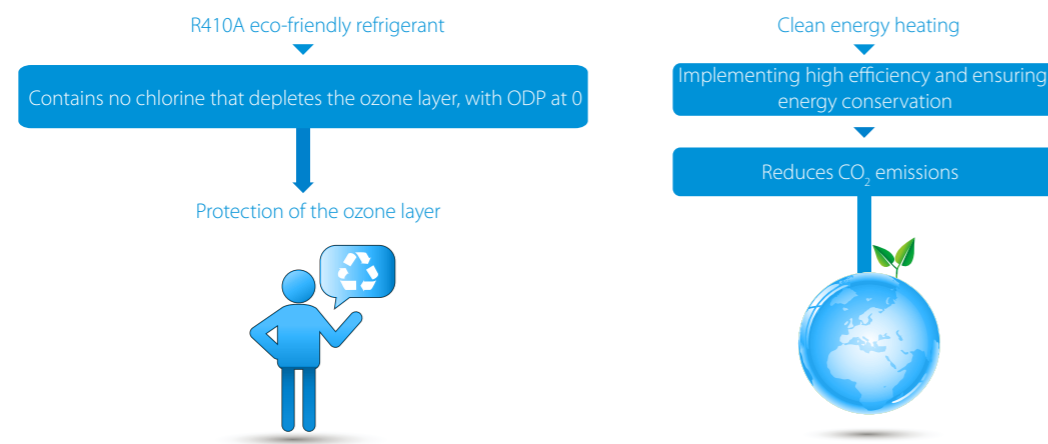 R410A eco-friendly refrigerant
Contains no chlorine that depletes the ozone layer, with ODP at 0
Protection of the ozone layer
Clean energy heating
Implementing high efficiency and ensuring
energy conservation
Reduces CO₂ emissions